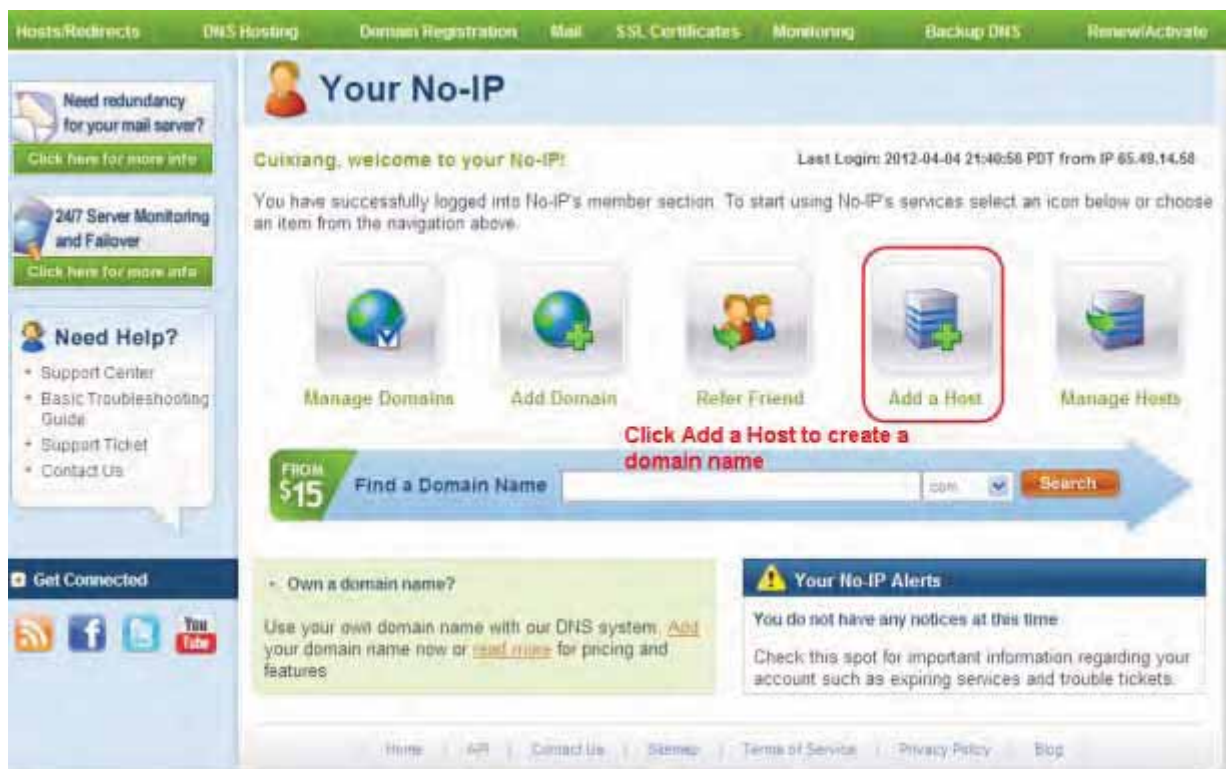 Hosts/Redirects DNS Hosting Domain Registration Mail SSL Certificates Monitoring Backup DNS Renew/Activate
Need redundancy
for your mail server?
Click here for more info
24/7 Server Monitoring
and Failover
Click here for more info
Need Help?
Support Center
Basic Troubleshooting
Guide
Support Ticket
Contact Us
Get Connected
You
Tube
Your No-IP
Cuixiang, welcome to your No-IP!
Last Login: 2012-04-04 21:40:56 PDT from IP 65.49.14.58
You have successfully logged into No-IP's member section. To start using No-IP's services select an icon below or choose
an item from the navigation above.
Manage Domains Add Domain Refer Friend Add a Host Manage Hosts
Click Add a Host to create a
domain name
FROM
$15
Find a Domain Name
com
Search
Own a domain name?
Use your own domain name with our DNS system. Add
your domain name now or read more for pricing and
features
Your No-IP Alerts
You do not have any notices at this time
Check this spot for important information regarding your
account such as expiring services and trouble tickets.
Home | API | Contact Us | Sitemap | Terms of Service | Privacy Policy | Blog